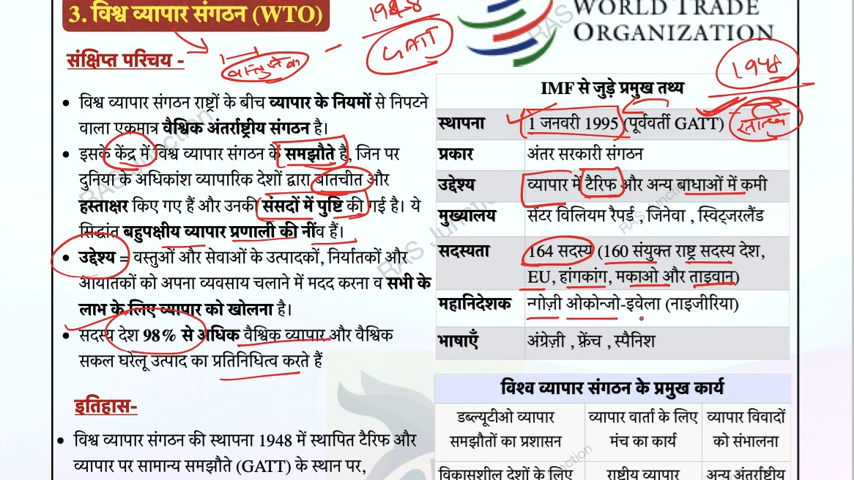 3. विश्व व्यापार संगठन (WTO)
1948
GATT
WORLD TRADE
ORGANIZATION
संक्षिप्त परिचय -
• विश्व व्यापार संगठन राष्ट्रों के बीच व्यापार के नियमों से निपटने
वाला एकमात्र वैश्विक अंतर्राष्ट्रीय संगठन है।
• इसके केंद्र में विश्व व्यापार संगठन के समझौते है, जिन पर
दुनिया के अधिकांश व्यापारिक देशों द्वारा बातचीत और
हस्ताक्षर किए गए हैं और उनकी संसदों में पुष्टि की गई है। ये
सिद्धांत बहुपक्षीय व्यापार प्रणाली की नींव हैं।
• उद्देश्य = वस्तुओं और सेवाओं के उत्पादकों, निर्यातकों और
आयातकों को अपना व्यवसाय चलाने में मदद करना व सभी के
लाभ के लिए व्यापार को खोलना है।
• सदस्य देश 98% से अधिक वैश्विक व्यापार और वैश्विक
सकल घरेलू उत्पाद का प्रतिनिधित्व करते हैं
इतिहास-
• विश्व व्यापार संगठन की स्थापना 1948 में स्थापित टैरिफ और
व्यापार पर सामान्य समझौते (GATT) के स्थान पर,
IMF से जुड़े प्रमुख तथ्य
1948
स्थापना 1 जनवरी 1995 (पूर्ववर्ती GATT)
प्रकार अंतर सरकारी संगठन
उद्देश्य व्यापार में टैरिफ और अन्य बाधाओं में कमी
मुख्यालय सेंटर विलियम रैपर्ड , जिनेवा , स्विट्जरलैंड
सदस्यता 164 सदस्य (160 संयुक्त राष्ट्र सदस्य देश,
EU, हांगकांग, मकाओ और ताइवान)
महानिदेशक न्गोज़ी ओकोन्जो-इवेला (नाइजीरिया)
भाषाएँ अंग्रेज़ी , फ़्रेंच , स्पैनिश
विश्व व्यापार संगठन के प्रमुख कार्य
डब्ल्यूटीओ व्यापार व्यापार वार्ता के लिए व्यापार विवादों
समझौतों का प्रशासन मंच का कार्य को संभालना
विकासशील देशों के लिए राष्ट्रीय व्यापार अन्य अंतर्राष्ट्रीय
RAS Junction